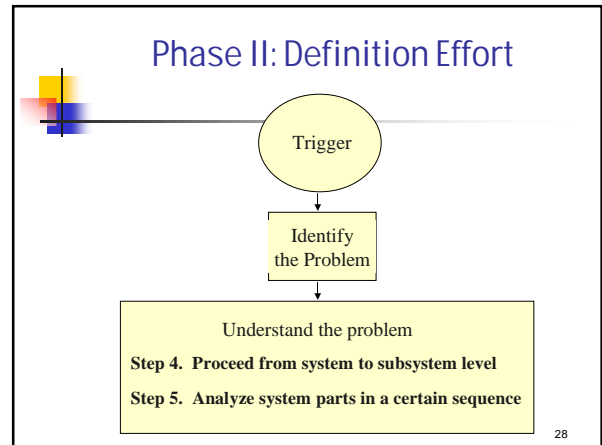 Phase II: Definition Effort
Trigger
Identify
the Problem
Understand the problem
Step 4. Proceed from system to subsystem level
Step 5. Analyze system parts in a certain sequence
28